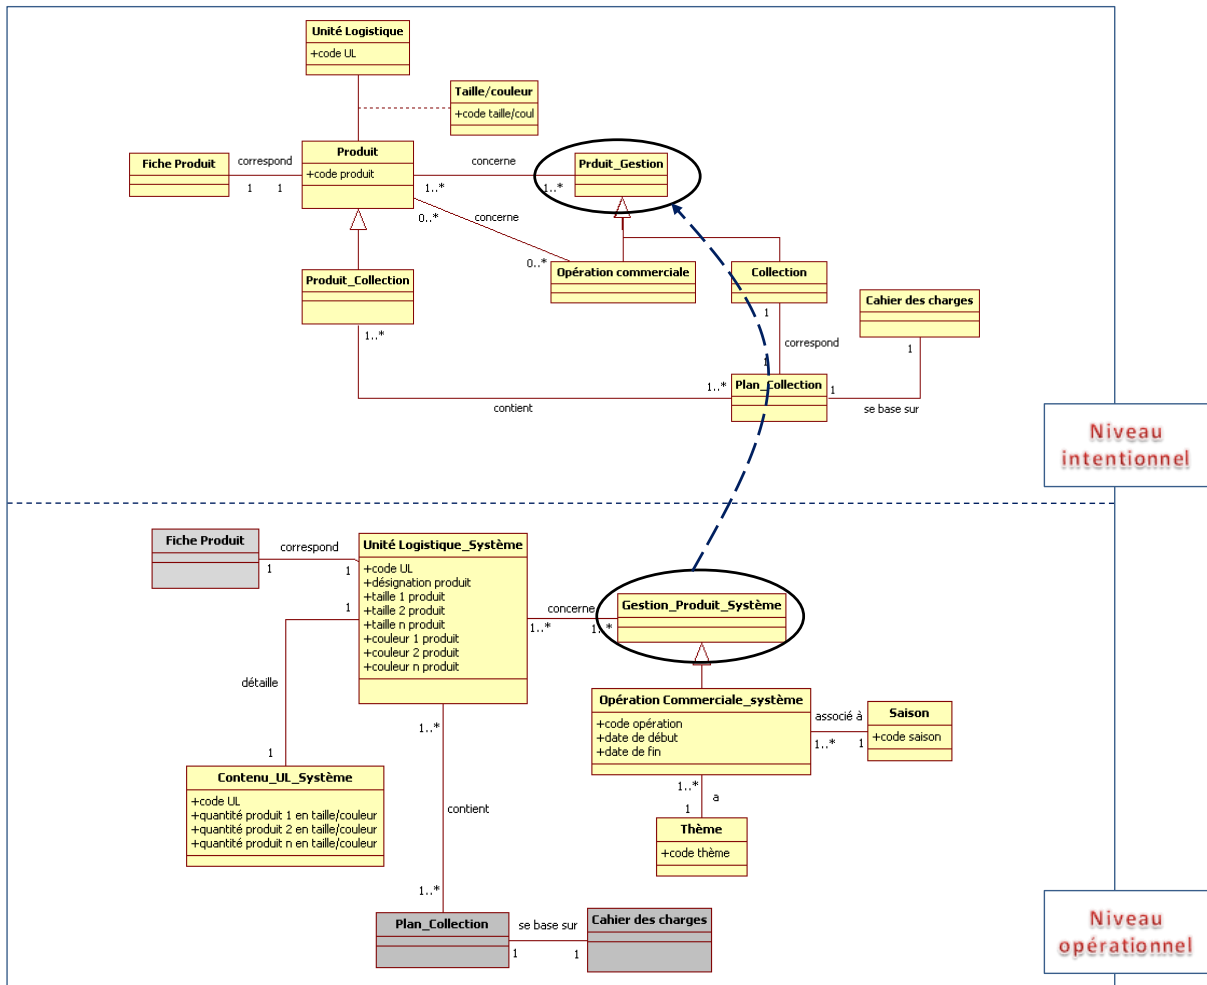 Unité Logistique
+code UL
Taille/couleur
+code taille/coul
Fiche Produit
correspond
1
1
Produit
+code produit
concerne
1..*
1..*
Prduit_Gestion
0..*
concerne
0..*
Produit_Collection
Opération commerciale
Collection
Cahier des charges
1..*
1
correspond
1
1
1..*
Plan_Collection
1
contient
se base sur
Niveau
intentionnel
Fiche Produit
correspond
1
1
Unité Logistique_Système
+code UL
+désignation produit
+taille 1 produit
+taille 2 produit
+taille n produit
+couleur 1 produit
+couleur 2 produit
+couleur n produit
concerne
1..*
1..*
Gestion_Produit_Système
1
détaille
1
Opération Commerciale_système
+code opération
+date de début
+date de fin
associé à
1..*
1
Saison
+code saison
1..*
Contenu_UL_Système
+code UL
+quantité produit 1 en taille/couleur
+quantité produit 2 en taille/couleur
+quantité produit n en taille/couleur
contient
1..*
a
1
Thème
+code thème
1..*
Plan_Collection
se base sur
1
1
Cahier des charges
Niveau
opérationnel